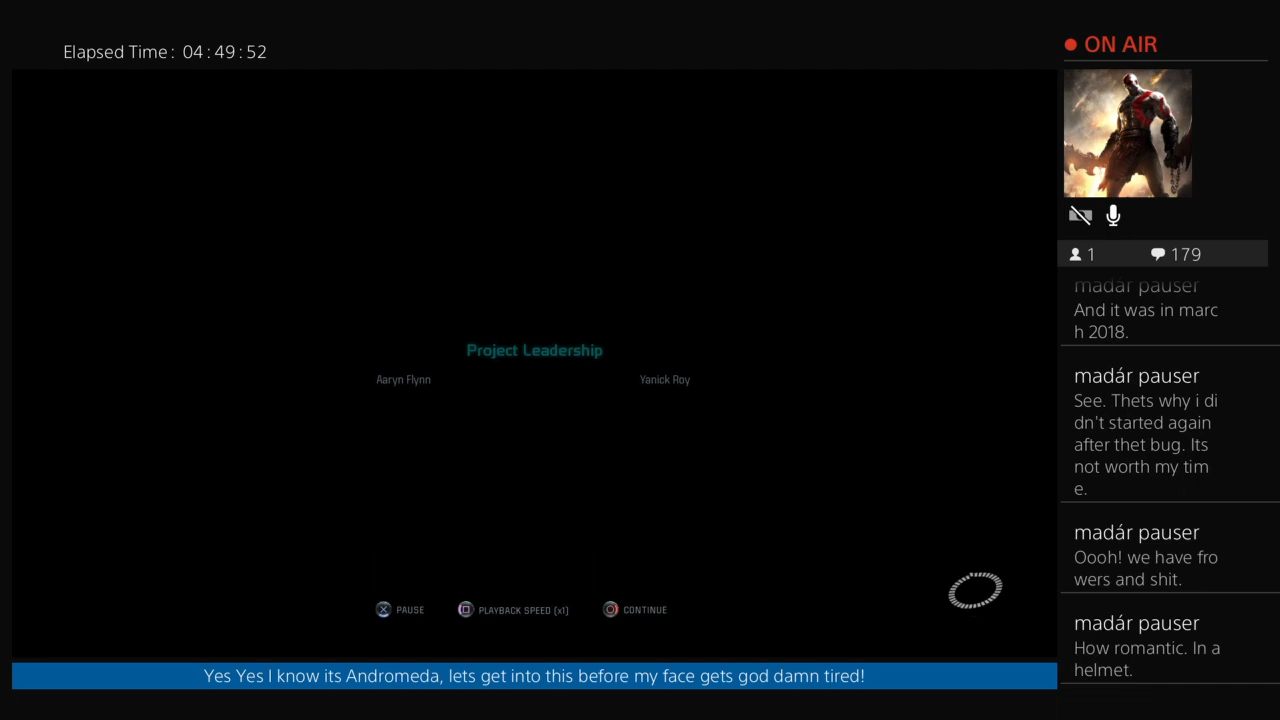 Elapsed Time: 04:49:52
ON AIR
1 179
madár pauser
And it was in marc
h 2018.
madár pauser
See. Thets why i di
dn't started again
after thet bug. Its
not worth my tim
e.
madár pauser
Oooh! we have fro
wers and shit.
madár pauser
How romantic. In a
helmet.
Project Leadership
Aaryn Flynn Yanick Roy
PAUSE PLAYBACK SPEED (x1) CONTINUE
Yes Yes I know its Andromeda, lets get into this before my face gets god damn tired!